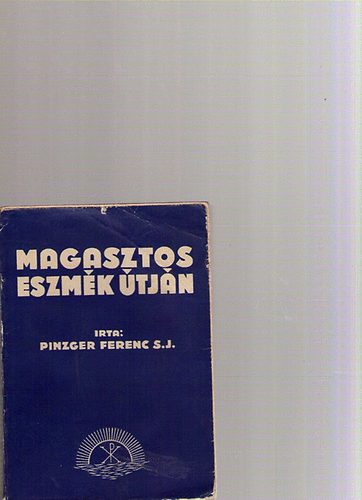 MAGASZTOS
ESZMÉK ÚTJÁN
IRTA:
PINZGER FERENC S.J.